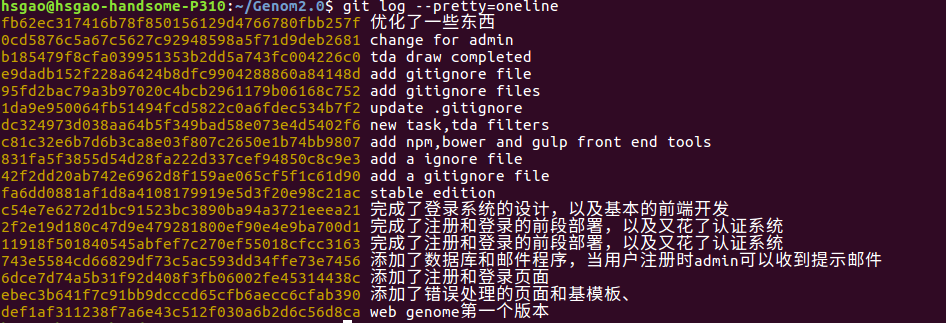 hsgao@hsgao-handsome-P310:~/Genom2.0$ git log --pretty=oneline
fb62ec317416b78f850156129d4766780fbb257f 优化了一些东西
0cd5876c5a67c5627c92948598a5f71d9deb2681 change for admin
b185479f8cfa039951353b2dd5a743fc004226c0 tda draw completed
e9dadb152f228a6424b8dfc9904288860a84148d add gitignore file
95fd2bac79a3b97020c4bcb2961179b06168c752 add gitignore files
1da9e950064fb51494fcd5822c0a6fdec534b7f2 update .gitignore
dc324973d038aa64b5f349bad58e073e4d5402f6 new task,tda filters
c81c32e6b7d6b3ca8e03f807c2650e1b74bb9807 add npm,bower and gulp front end tools
831fa5f3855d54d28fa222d337cef94850c8c9e3 add a ignore file
42f2dd20ab742e6962d8f159ae065cf5f1c61d90 add a gitignore file
fa6dd0881af1d8a4108179919e5d3f20e98c21ac stable edition
c54e7e6272d1bc91523bc3890ba94a3721eeea21 完成了登录系统的设计，以及基本的前端开发
2f2e19d180c47d9e479281800ef90e4e9ba700d1 完成了注册和登录的前段部署，以及又花了认证系统
11918f501840545abfef7c270ef55018cfcc3163 完成了注册和登录的前段部署，以及又花了认证系统
743e5584cd66829df73c5ac593dd34ffe73e7456 添加了数据库和邮件程序，当用户注册时admin可以收到提示邮件
6dce7d74a5b31f92d408f3fb06002fe45314438c 添加了注册和登录页面
ebec3b641f7c91bb9dcccd65cfb6aecc6cfab390 添加了错误处理的页面和基模板、
def1af311238f7a6e43c512f030a6b2d6c56d8ca web genome第一个版本